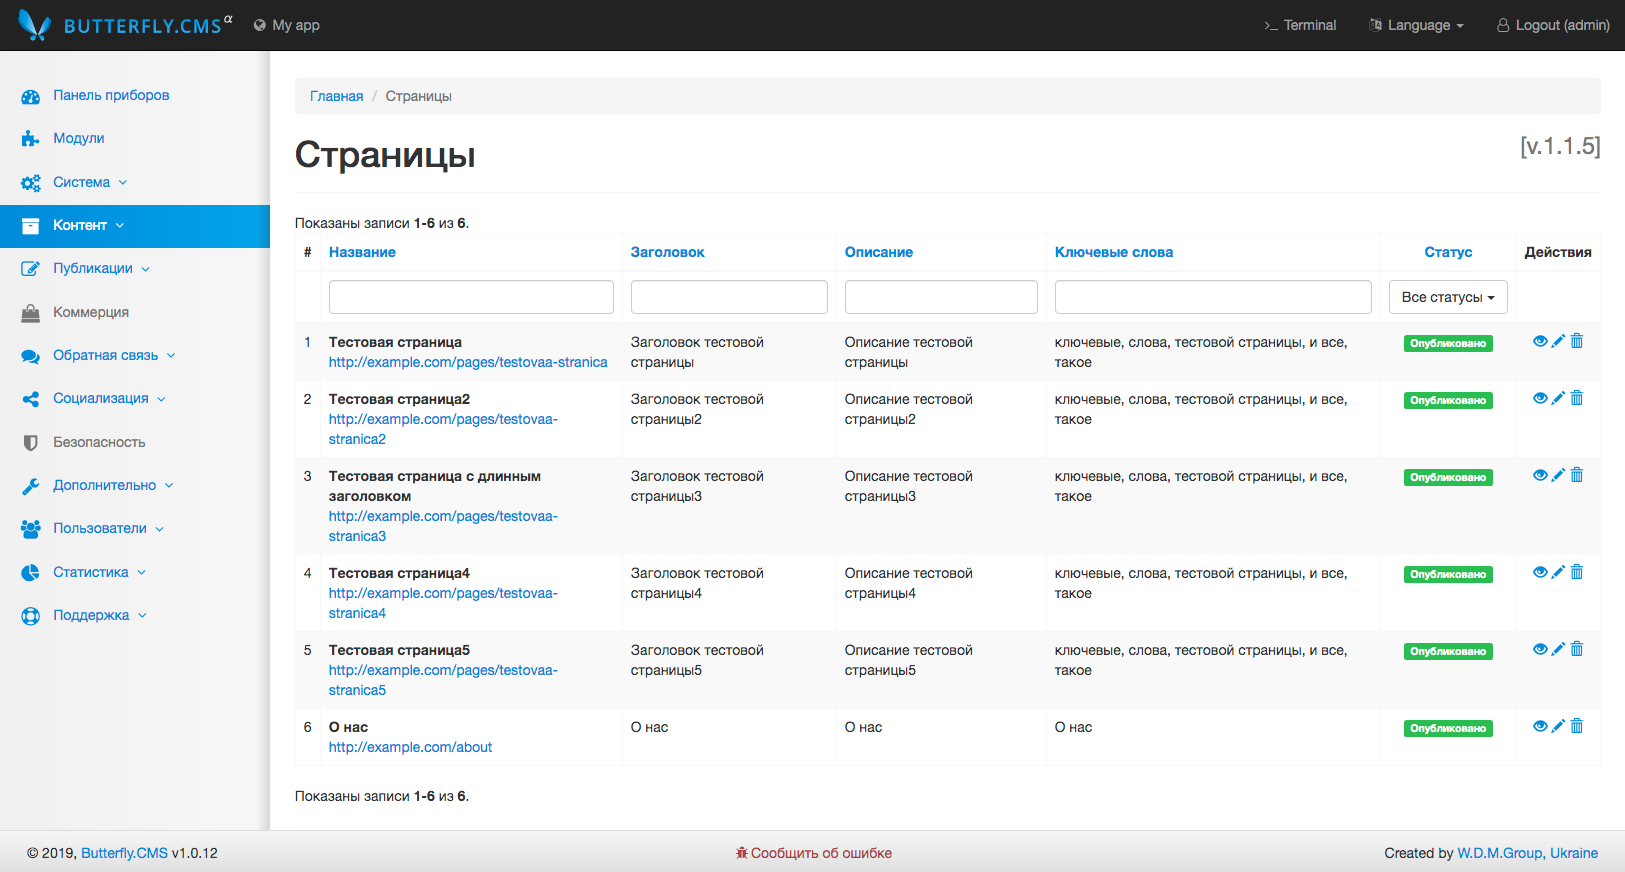 BUTTERFLY.CMS α
My app
>_ Terminal
Language
Logout (admin)
Панель приборов
Модули
Система
Контент
Публикации
Коммерция
Обратная связь
Социализация
Безопасность
Дополнительно
Пользователи
Статистика
Поддержка
Главная / Страницы
Страницы
[v.1.1.5]
Показаны записи 1-6 из 6.
# Название Заголовок Описание Ключевые слова Статус Действия
Все статусы
1 Тестовая страница Заголовок тестовой Описание тестовой ключевые, слова, тестовой страницы, и все, Опубликовано
http://example.com/pages/testovaa-stranica страницы страницы такое
2 Тестовая страница2 Заголовок тестовой Описание тестовой ключевые, слова, тестовой страницы, и все, Опубликовано
http://example.com/pages/testovaa- страницы2 страницы2 такое
stranica2
3 Тестовая страница с длинным Заголовок тестовой Описание тестовой ключевые, слова, тестовой страницы, и все, Опубликовано
заголовком страницы3 страницы3 такое
http://example.com/pages/testovaa-
stranica3
4 Тестовая страница4 Заголовок тестовой Описание тестовой ключевые, слова, тестовой страницы, и все, Опубликовано
http://example.com/pages/testovaa- страницы4 страницы4 такое
stranica4
5 Тестовая страница5 Заголовок тестовой Описание тестовой ключевые, слова, тестовой страницы, и все, Опубликовано
http://example.com/pages/testovaa- страницы5 страницы5 такое
stranica5
6 О нас О нас О нас О нас Опубликовано
http://example.com/about
Показаны записи 1-6 из 6.
© 2019, Butterfly.CMS v1.0.12
Сообщить об ошибке
Created by W.D.M.Group, Ukraine